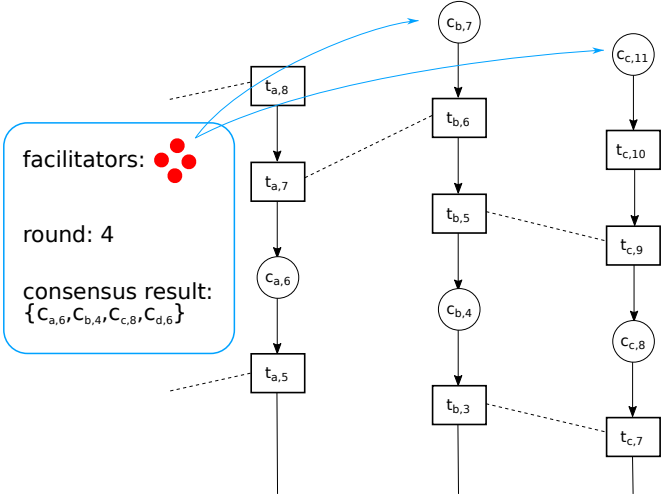 c_b,7
c_c,11
t_a,8
t_b,6
t_c,10
facilitators:
t_a,7
t_b,5
round: 4
t_c,9
c_a,6
consensus result:
{c_a,6,c_b,4,c_c,8,c_d,6}
c_b,4
c_c,8
t_a,5
t_b,3
t_c,7